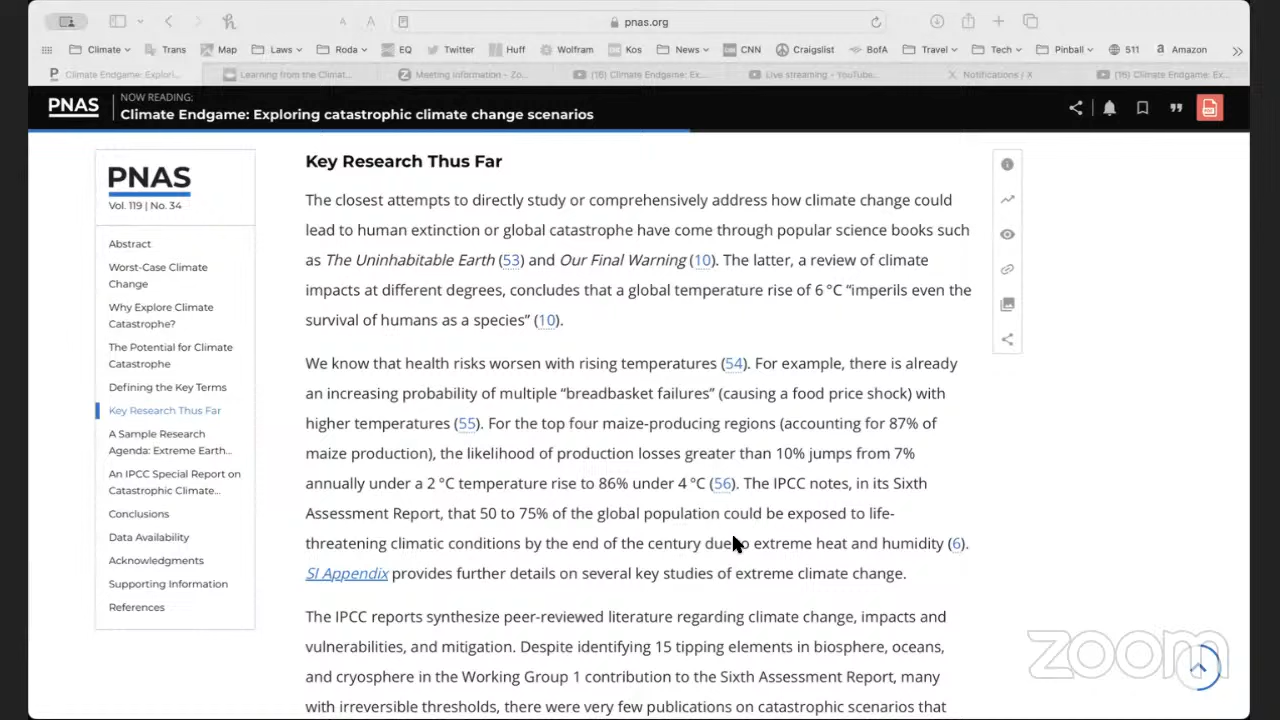 pnas.org
Climate
Trans
Map
Laws
Roda
EQ
Twitter
Huff
Wolfram
Kos
News
CNN
Craigslist
BofA
Travel
Tech
Pinball
511
Amazon
Climate Endgame: Explori...
Learning from the Climat...
Meeting Information - Zo...
(16) Climate Endgame: Ex...
Live streaming - YouTube...
Notifications / X
(16) Climate Endgame: Ex...
PNAS
NOW READING:
Climate Endgame: Exploring catastrophic climate change scenarios
PNAS
Vol. 119 | No. 34
Abstract
Worst-Case Climate
Change
Why Explore Climate
Catastrophe?
The Potential for Climate
Catastrophe
Defining the Key Terms
Key Research Thus Far
A Sample Research
Agenda: Extreme Earth...
An IPCC Special Report on
Catastrophic Climate...
Conclusions
Data Availability
Acknowledgments
Supporting Information
References
Key Research Thus Far
The closest attempts to directly study or comprehensively address how climate change could
lead to human extinction or global catastrophe have come through popular science books such
as The Uninhabitable Earth (53) and Our Final Warning (10). The latter, a review of climate
impacts at different degrees, concludes that a global temperature rise of 6 °C “imperils even the
survival of humans as a species” (10).
We know that health risks worsen with rising temperatures (54). For example, there is already
an increasing probability of multiple “breadbasket failures” (causing a food price shock) with
higher temperatures (55). For the top four maize-producing regions (accounting for 87% of
maize production), the likelihood of production losses greater than 10% jumps from 7%
annually under a 2 °C temperature rise to 86% under 4 °C (56). The IPCC notes, in its Sixth
Assessment Report, that 50 to 75% of the global population could be exposed to life-
threatening climatic conditions by the end of the century due to extreme heat and humidity (6).
SI Appendix provides further details on several key studies of extreme climate change.
The IPCC reports synthesize peer-reviewed literature regarding climate change, impacts and
vulnerabilities, and mitigation. Despite identifying 15 tipping elements in biosphere, oceans,
and cryosphere in the Working Group 1 contribution to the Sixth Assessment Report, many
with irreversible thresholds, there were very few publications on catastrophic scenarios that
zoom